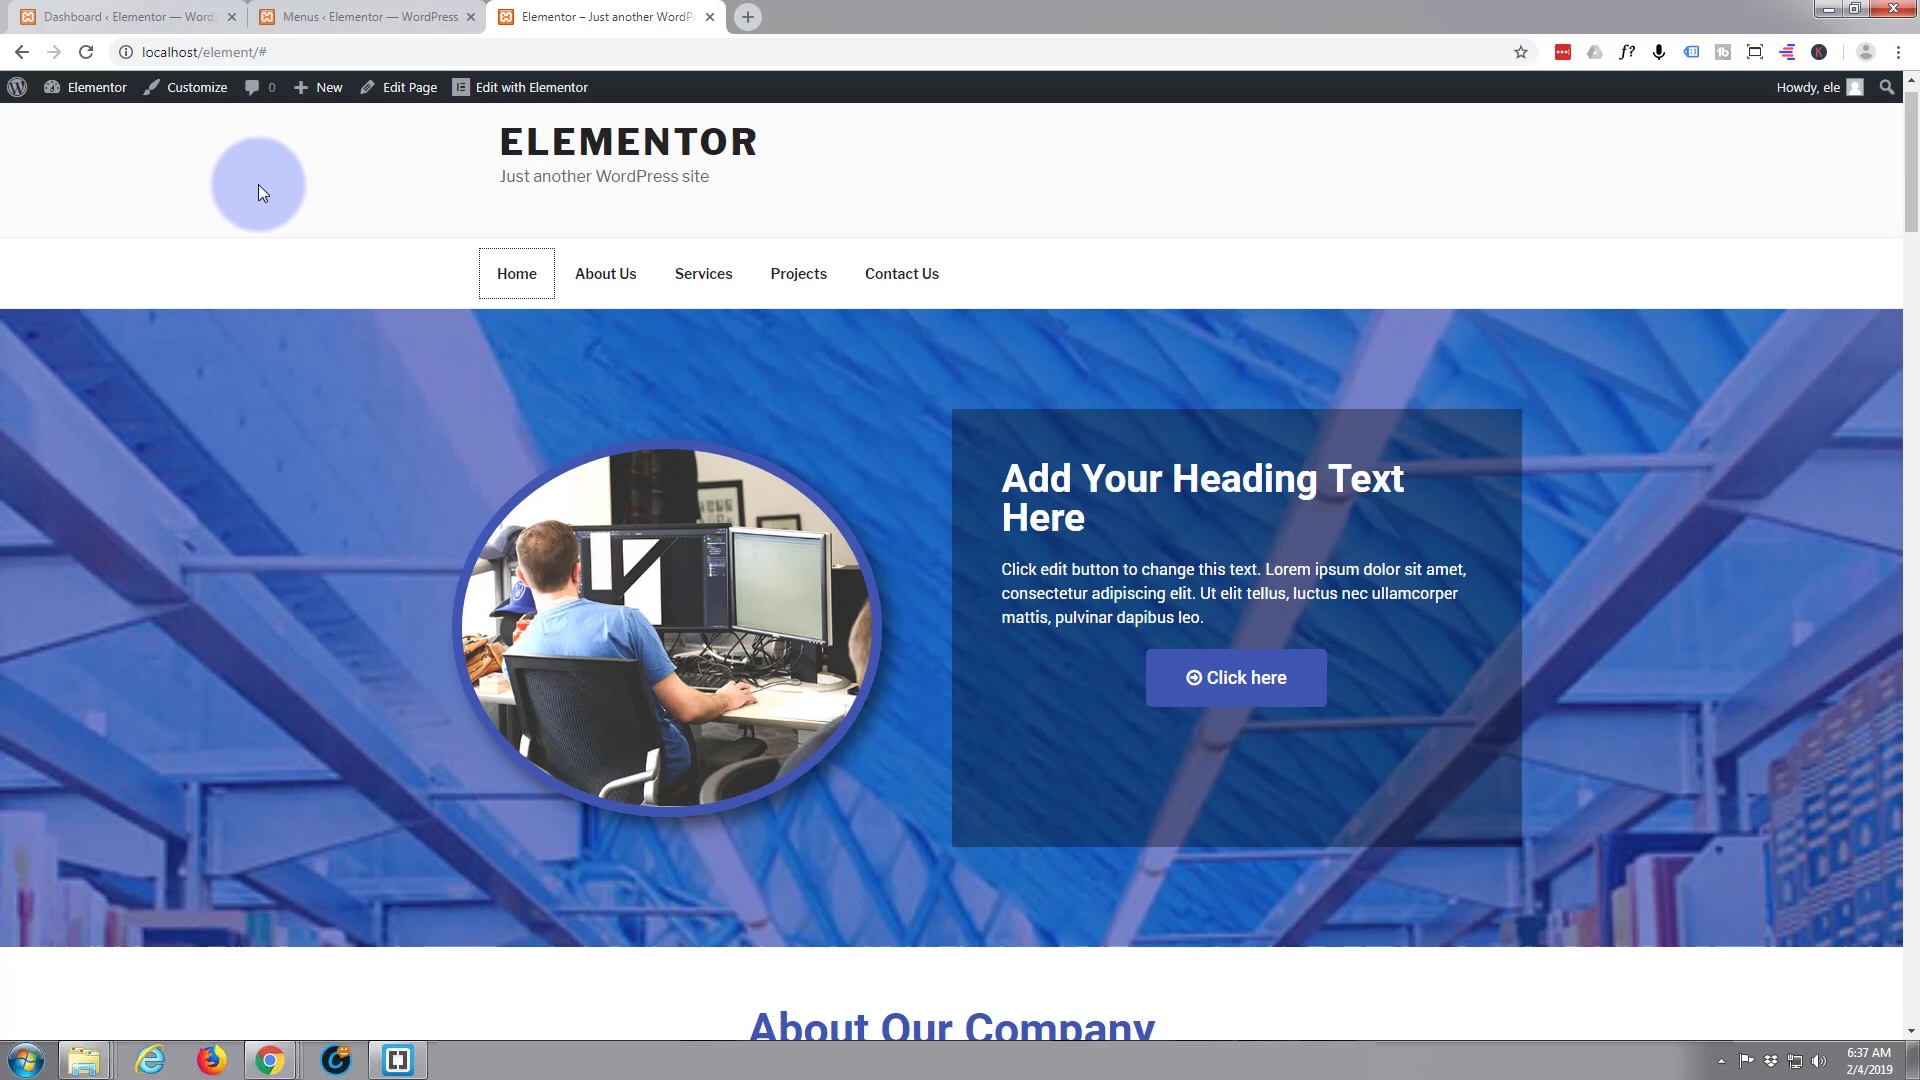 Dashboard ‹ Elementor — Word
Menus ‹ Elementor — WordPress
Elementor – Just another WordP
localhost/element/#
Elementor
Customize
0
New
Edit Page
Edit with Elementor
Howdy, ele
ELEMENTOR
Just another WordPress site
Home
About Us
Services
Projects
Contact Us
Add Your Heading Text
Here
Click edit button to change this text. Lorem ipsum dolor sit amet,
consectetur adipiscing elit. Ut elit tellus, luctus nec ullamcorper
mattis, pulvinar dapibus leo.
Click here
About Our Company
6:37 AM
2/4/2019